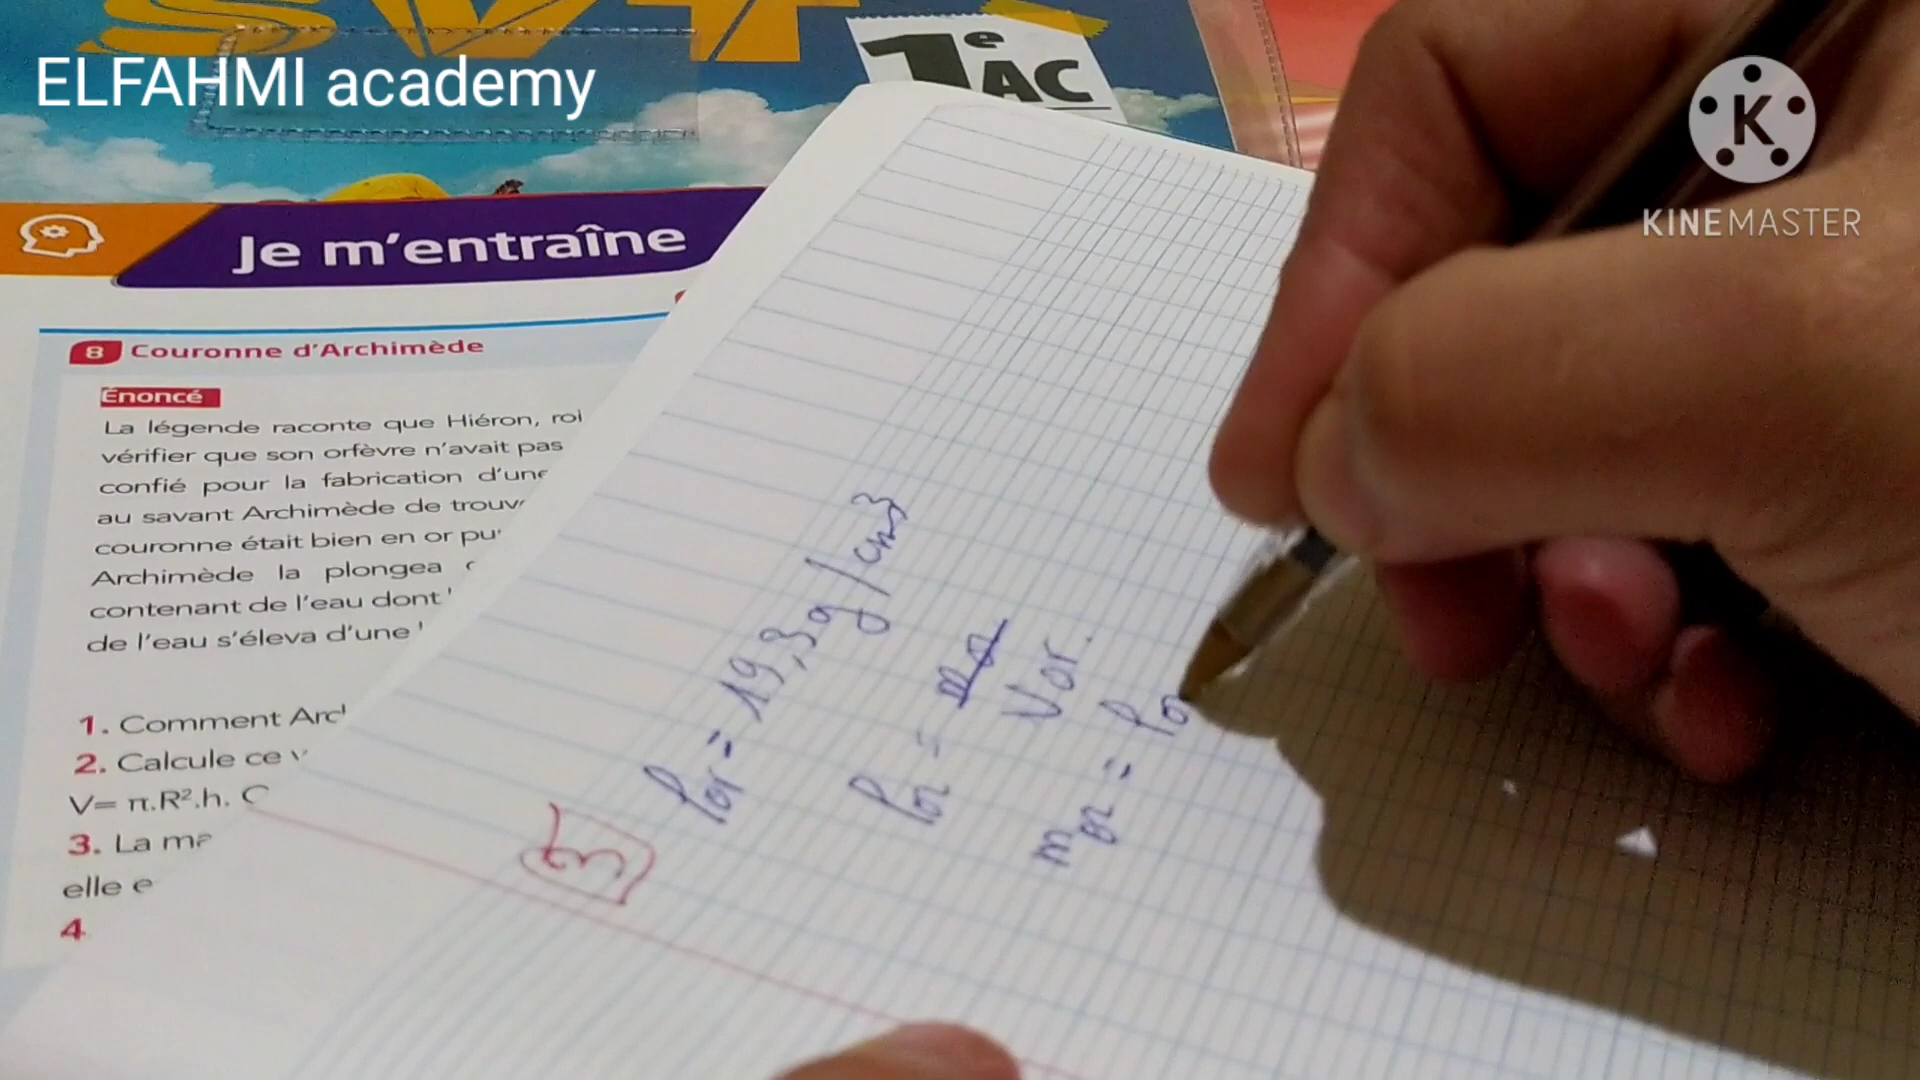 ELFAHMI academy
SVT
1e AC
K
KINEMASTER
Je m'entraîne
8 Couronne d'Archimède
Énoncé
La légende raconte que Hiéron, roi
vérifier que son orfèvre n'avait pas
confié pour la fabrication d'une
au savant Archimède de trouv
couronne était bien en or pu
Archimède la plongea
contenant de l'eau dont
de l'eau s'éleva d'une
1. Comment Arc
2. Calcule ce
V= π.R².h.
3. La ma
elle e
4
3
ρor = 19,3g/cm3
ρor = mor
Vor.
mor = ρo